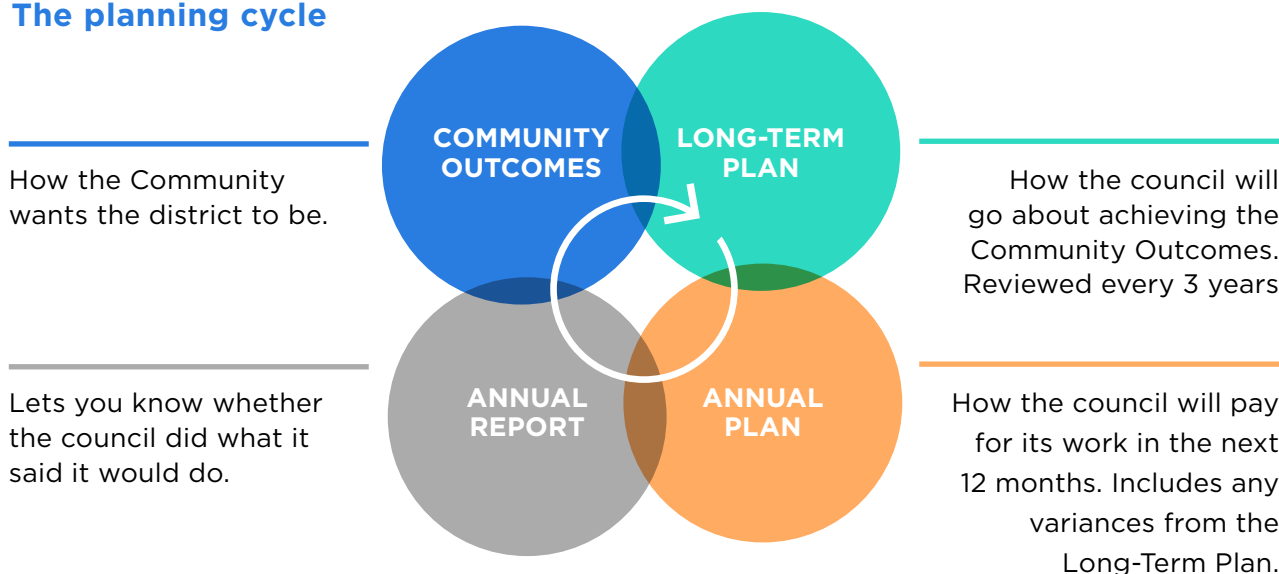 The planning cycle
COMMUNITY
OUTCOMES
LONG-TERM
PLAN
How the Community
wants the district to be.
How the council will
go about achieving the
Community Outcomes.
Reviewed every 3 years
ANNUAL
REPORT
ANNUAL
PLAN
Lets you know whether
the council did what it
said it would do.
How the council will pay
for its work in the next
12 months. Includes any
variances from the
Long-Term Plan.